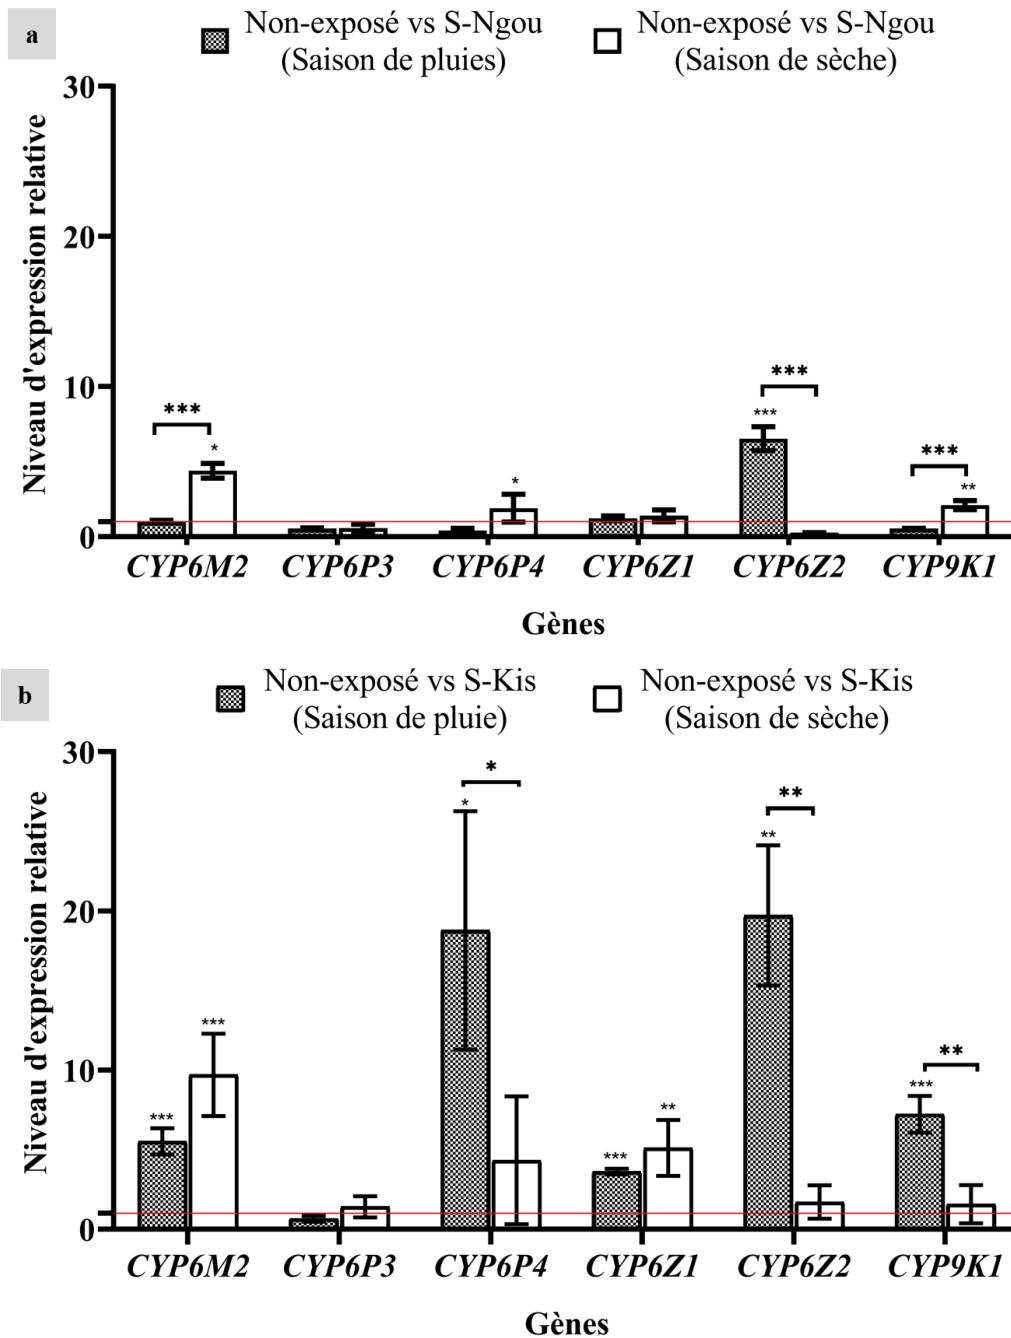 a
Non-exposé vs S-Ngou
(Saison de pluies)
Non-exposé vs S-Ngou
(Saison de sèche)
Niveau d'expression relative
30
20
10
0
***
*
*
***
***
***
**
CYP6M2 CYP6P3 CYP6P4 CYP6Z1 CYP6Z2 CYP9K1
Gènes
b
Non-exposé vs S-Kis
(Saison de pluie)
Non-exposé vs S-Kis
(Saison de sèche)
Niveau d'expression relative
30
20
10
0
***
***
*
*
***
**
**
**
***
**
CYP6M2 CYP6P3 CYP6P4 CYP6Z1 CYP6Z2 CYP9K1
Gènes